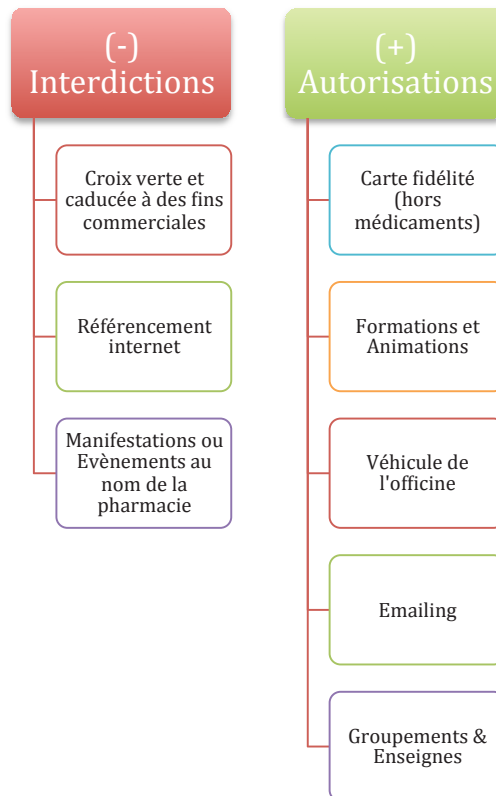 (-)
Interdictions
Croix verte et
caducée à des fins
commerciales
Référencement
internet
Manifestations ou
Evènements au
nom de la
pharmacie
(+)
Autorisations
Carte fidélité
(hors
médicaments)
Formations et
Animations
Véhicule de
l'officine
Emailing
Groupements &
Enseignes